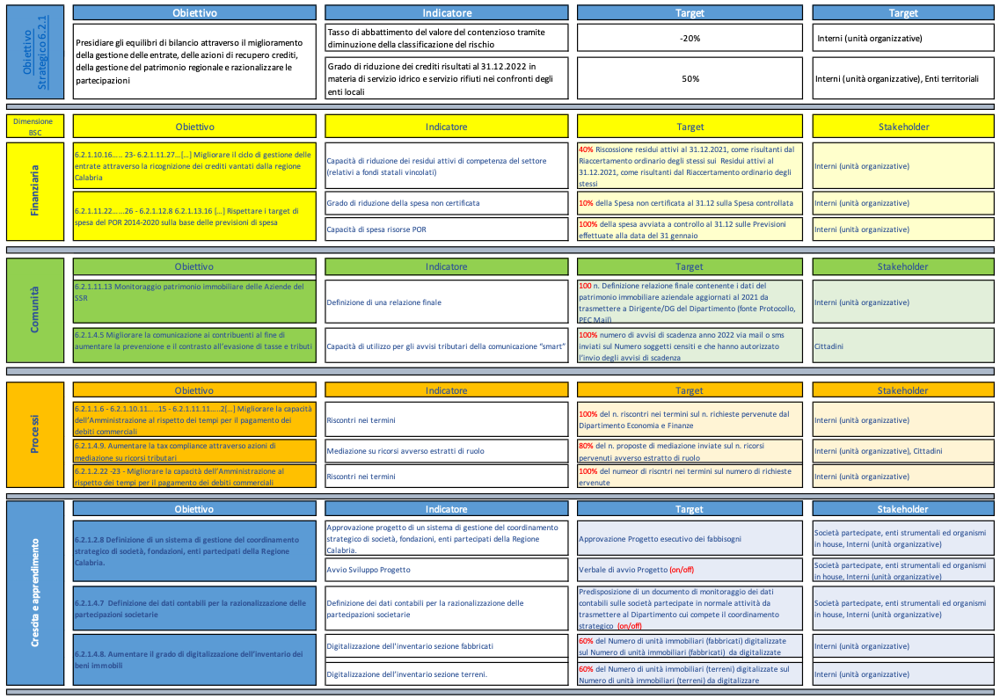 Obiettivo
Strategico 6.2.1
Obiettivo
Indicatore
Target
Target
Presidiare gli equilibri di bilancio attraverso il miglioramento
della gestione delle entrate, delle azioni di recupero crediti,
della gestione del patrimonio regionale e razionalizzare le
partecipazioni
Tasso di abbattimento del valore del contenzioso tramite
diminuzione della classificazione del rischio
-20%
Interni (unità organizzative)
Grado di riduzione dei crediti risultati al 31.12.2022 in
materia di servizio idrico e servizio rifiuti nei confronti degli
enti locali
50%
Interni (unità organizzative), Enti territoriali
Dimensione
BSC
Obiettivo
Indicatore
Target
Stakeholder
Finanziaria
6.2.1.10.16..... 23- 6.2.1.11.27...[...] Migliorare il ciclo di gestione delle
entrate attraverso la ricognizione dei crediti vantati dalla regione
Calabria
Capacità di riduzione dei residui attivi di competenza del settore
(relativi a fondi statali vincolati)
40% Riscossione residui attivi al 31.12.2021, come risultanti dal
Riaccertamento ordinario degli stessi sui  Residui attivi al
31.12.2021, come risultanti dal Riaccertamento ordinario degli
stessi
Interni (unità organizative)
6.2.1.11.22......26 - 6.2.1.12.8 6.2.1.13.16 [...] Rispettare i target di
spesa del POR 2014-2020 sulla base delle previsioni di spesa
Grado di riduzione della spesa non certificata
10% della Spesa non certificata al 31.12 sulla Spesa controllata
Interni (unità organizative)
Capacità di spesa risorse POR
100% della spesa avviata a controllo al 31.12 sulle Previsioni
effettuate alla data del 31 gennaio
Interni (unità organizative)
Comunità
Obiettivo
Indicatore
Target
Stakeholder
6.2.1.11.13 Monitoraggio patrimonio immobiliare delle Aziende del
SSR
Definizione di una relazione finale
100 n. Definizione relazione finale contenente i dati del
patrimonio immobiliare aziendale aggiornati al 2021 da
trasmettere a Dirigente/DG del Dipartimento (fonte Protocollo,
PEC Mail)
Interni (unità organizative)
6.2.1.4.5 Migliorare la comunicazione ai contribuenti al fine di
aumentare la prevenzione e il contrasto all'evasione di tasse e tributi
Capacità di utilizzo per gli avvisi tributari della comunicazione "smart"
100% numero di avvisi di scadenza anno 2022 via mail o sms
inviati sul Numero soggetti censiti e che hanno autorizzato
l'invio degli avvisi di scadenza
Cittadini
Processi
Obiettivo
Indicatore
Target
Stakeholder
6.2.1.1.6 - 6.2.1.10.11.....15 - 6.2.1.11.11.....2[...] Migliorare la capacità
dell'Amministrazione al rispetto dei tempi per il pagamento dei
debiti commerciali
Riscontri nei termini
100% del n. riscontri nei termini sul n. richieste pervenute dal
Dipartimento Economia e Finanze
Interni (unità organizative)
6.2.1.4.9. Aumentare la tax compliance attraverso azioni di
mediazione su ricorsi tributari
Mediazione su ricorsi avverso estratti di ruolo
80% del n. proposte di mediazione inviate sul n. ricorsi
pervenuti avverso estratto di ruolo
Interni (unità organizative), Cittadini
6.2.1.2.22 -23 - Migliorare la capacità dell'Amministrazione al
rispetto dei tempi per il pagamento dei debiti commerciali
Riscontri nei termini
100% del numeor di riscntri nei termini sul numero di richieste
ervenute
Interni (unità organizative)
Crescita e apprendimento
Obiettivo
Indicatore
Target
Stakeholder
6.2.1.2.8 Definizione di un sistema di gestione del coordinamento
strategico di società, fondazioni, enti partecipati della Regione
Calabria.
Approvazione progetto di un sistema di gestione del coordinamento
strategico di società, fondazioni, enti partecipati della Regione
Calabria.
Approvazione Progetto esecutivo dei fabbisogni
Società partecipate, enti strumentali ed organismi
in house, Interni (unità organizative)
Avvio Sviluppo Progetto
Verbale di avvio Progetto (on/off)
Società partecipate, enti strumentali ed organismi
in house, Interni (unità organizative)
6.2.1.4.7  Definizione dei dati contabili per la razionalizzazione delle
partecipazioni societarie
Definizione dei dati contabili per la razionalizzazione delle
partecipazioni societarie
Predisposizione di un documento di monitoraggio dei dati
contabili sulle società partecipate in normale attività da
trasmettere al Dipartimento cui compete il coordinamento
strategico  (on/off)
Società partecipate, enti strumentali ed organismi
in house, Interni (unità organizative)
6.2.1.4.8. Aumentare il grado di digitalizzazione dell'inventario dei
beni immobili
Digitalizzazione dell'inventario sezione fabbricati
60% del Numero di unità immobiliari (fabbricati) digitalizzate
sul Numero di unità immobiliari (fabbricati)  da digitalizzate
Interni (unità organizative)
Digitalizzazione dell'inventario sezione terreni.
60% del Numero di unità immobiliari (terreni) digitalizzate sul
Numero di unità immobiliari (terreni) da digitalizzare
Interni (unità organizative)